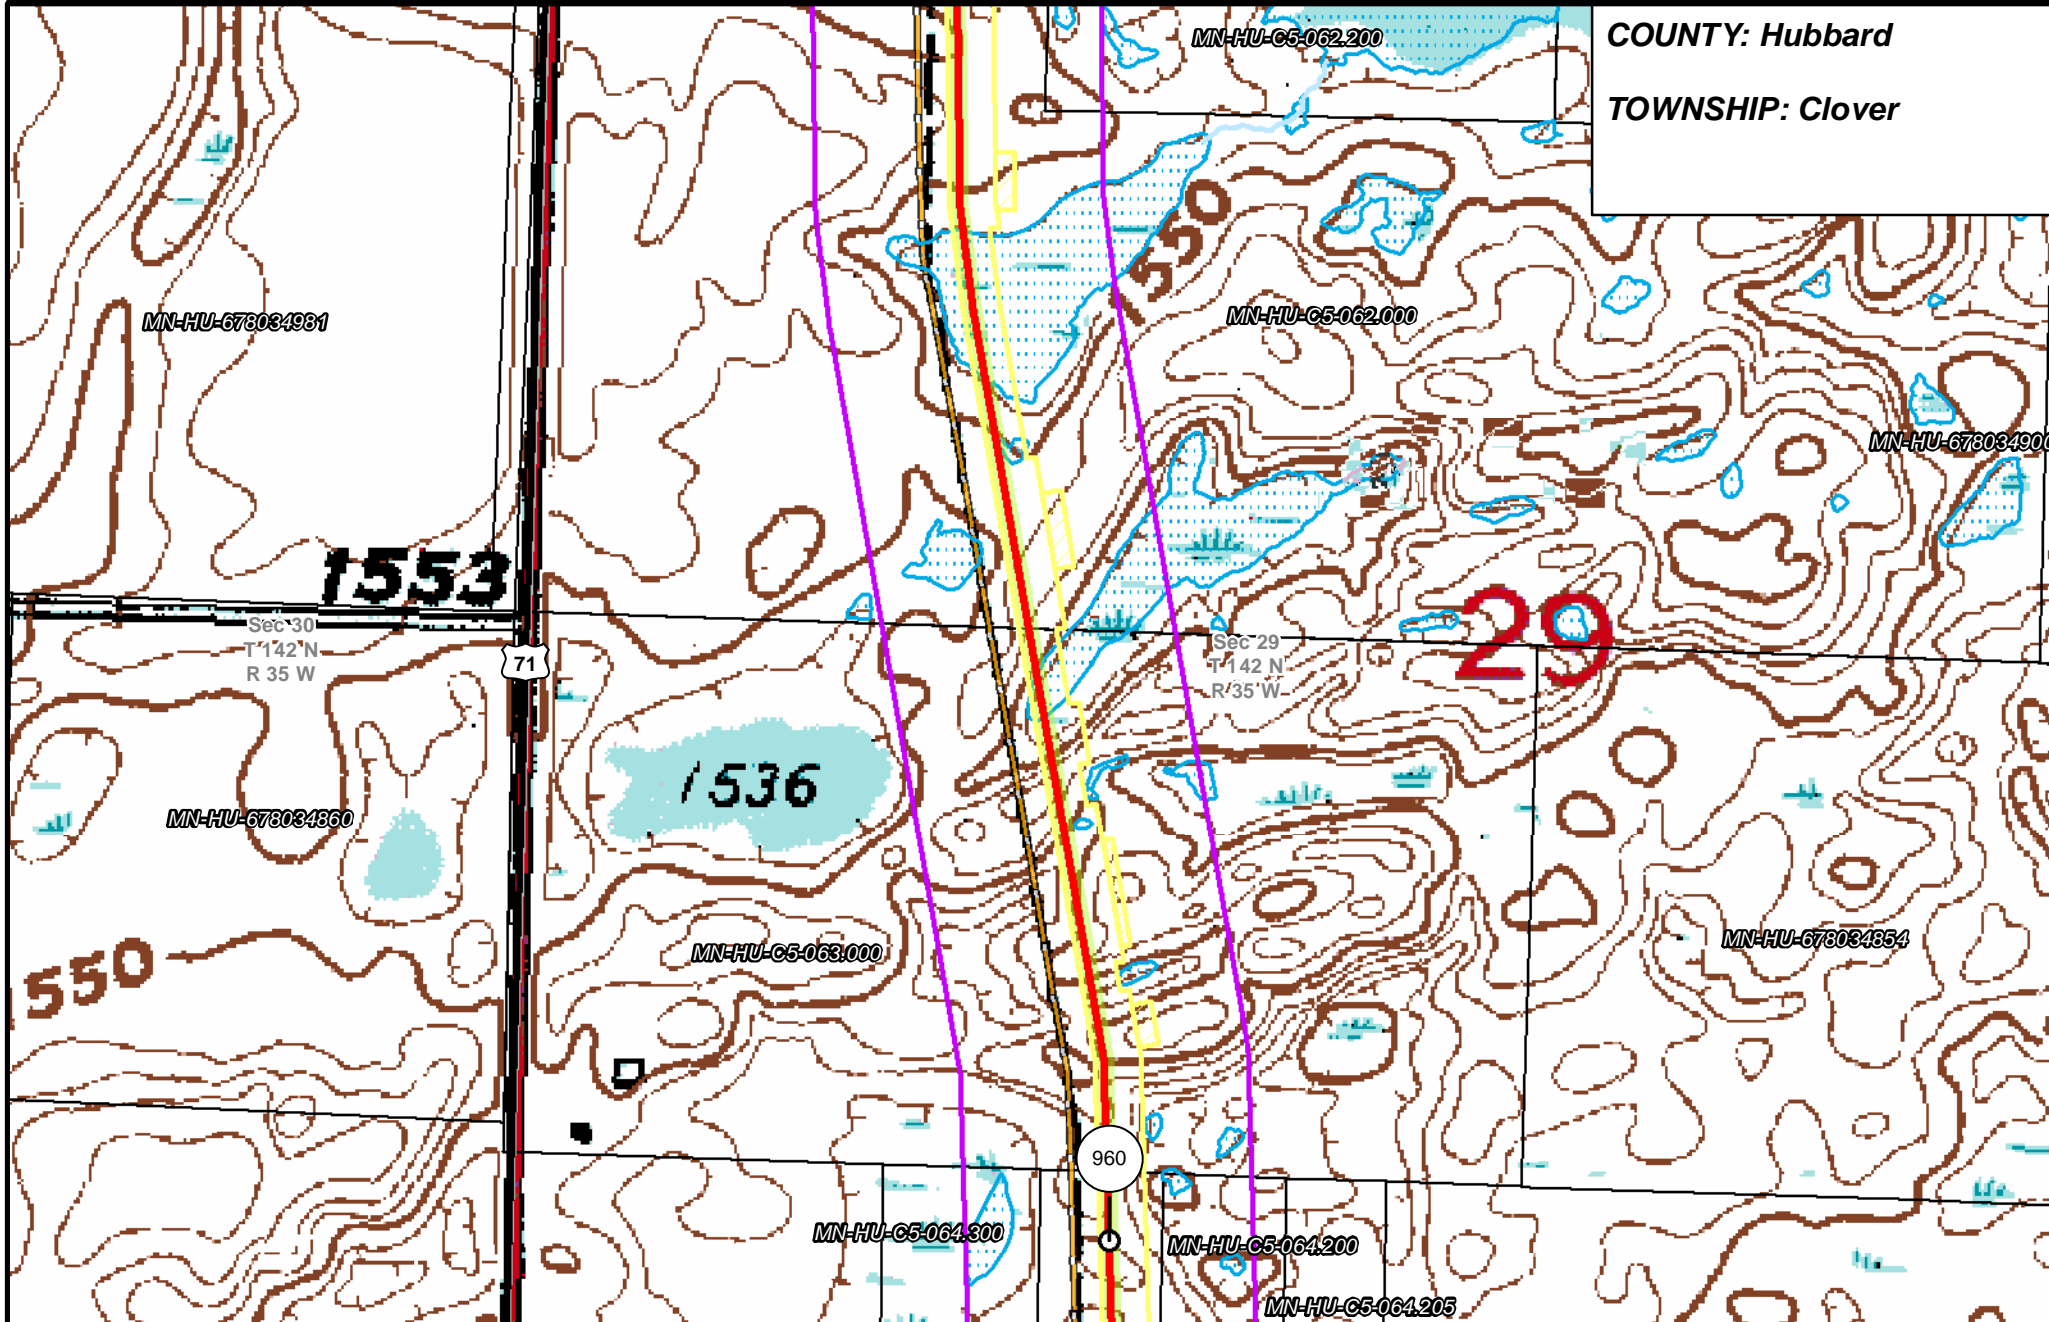 COUNTY: Hubbard
TOWNSHIP: Clover
MN-HU-C5-062.200
1550
MN-HU-C5-062.000
MN-HU-678034981
MN-HU-678034900
1553
29
Sec 30
T 142 N
R 35 W
71
Sec 29
T 142 N
R 35 W
1536
MN-HU-678034860
MN-HU-C5-063.000
MN-HU-678034854
550
960
MN-HU-C5-064.300
MN-HU-C5-064.200
MN-HU-C5-064.205